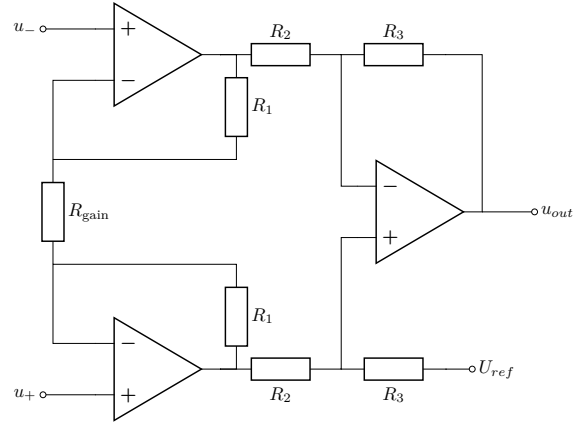 u₋
+
−
R₂
R₃
R₁
R_gain
−
+
u_out
R₁
−
+
u₊
R₂
R₃
U_ref